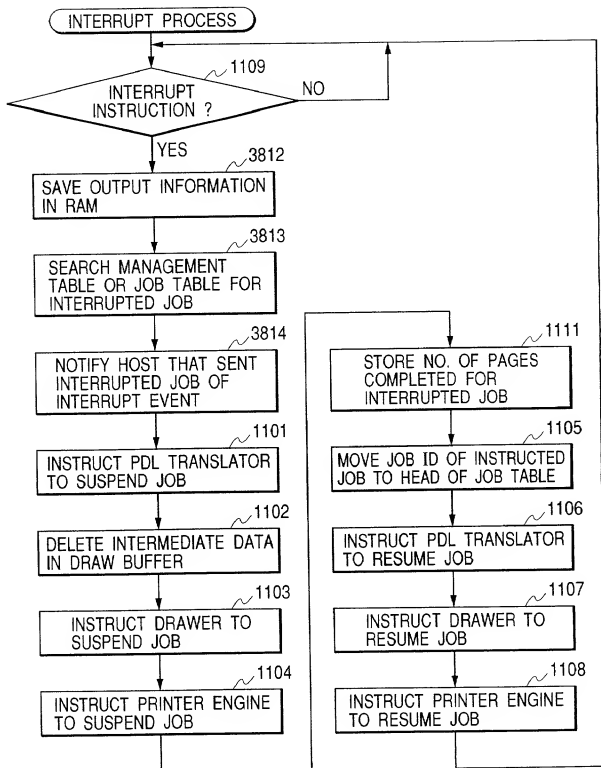 INTERRUPT PROCESS
1109
INTERRUPT
INSTRUCTION ?
NO
YES
3812
SAVE OUTPUT INFORMATION
IN RAM
3813
SEARCH MANAGEMENT
TABLE OR JOB TABLE FOR
INTERRUPTED JOB
3814
NOTIFY HOST THAT SENT
INTERRUPTED JOB OF
INTERRUPT EVENT
1101
INSTRUCT PDL TRANSLATOR
TO SUSPEND JOB
1102
DELETE INTERMEDIATE DATA
IN DRAW BUFFER
1103
INSTRUCT DRAWER TO
SUSPEND JOB
1104
INSTRUCT PRINTER ENGINE
TO SUSPEND JOB
1111
STORE NO. OF PAGES
COMPLETED FOR
INTERRUPTED JOB
1105
MOVE JOB ID OF INSTRUCTED
JOB TO HEAD OF JOB TABLE
1106
INSTRUCT PDL TRANSLATOR
TO RESUME JOB
1107
INSTRUCT DRAWER TO
RESUME JOB
1108
INSTRUCT PRINTER ENGINE
TO RESUME JOB